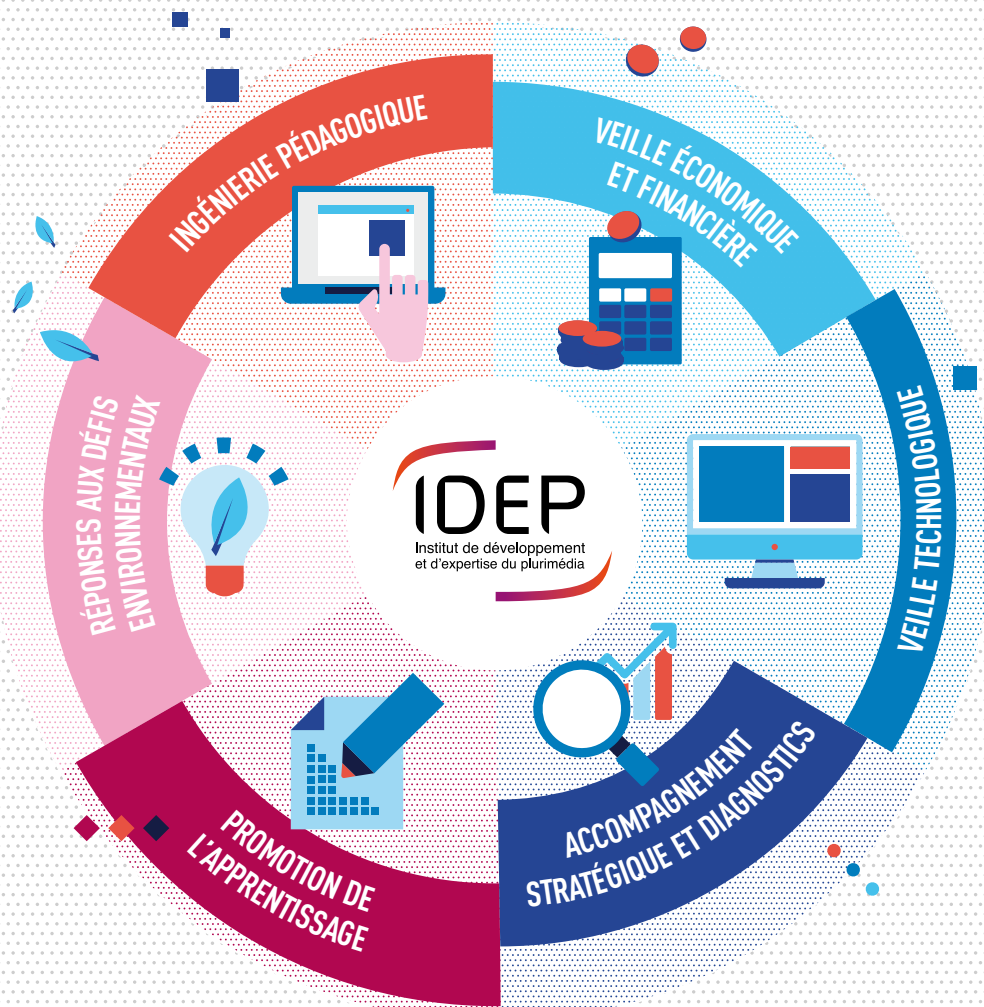 INGÉNIERIE PÉDAGOGIQUE
VEILLE ÉCONOMIQUE
ET FINANCIÈRE
VEILLE TECHNOLOGIQUE
ACCOMPAGNEMENT
STRATÉGIQUE ET DIAGNOSTICS
PROMOTION DE
L'APPRENTISSAGE
RÉPONSES AUX DÉFIS
ENVIRONNEMENTAUX
IDEP
Institut de développement
et d'expertise du plurimédia